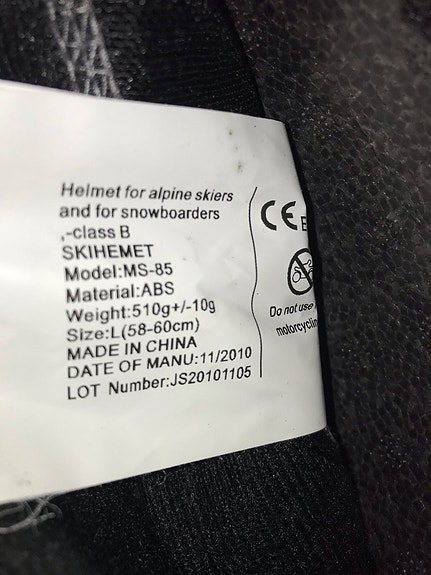 Helmet for alpine skiers
and for snowboarders
,-class B
SKIHEMET
Model:MS-85
Material:ABS
Weight:510g+/-10g
Size:L(58-60cm)
MADE IN CHINA
DATE OF MANU:11/2010
LOT Number:JS20101105
CE
Do not use